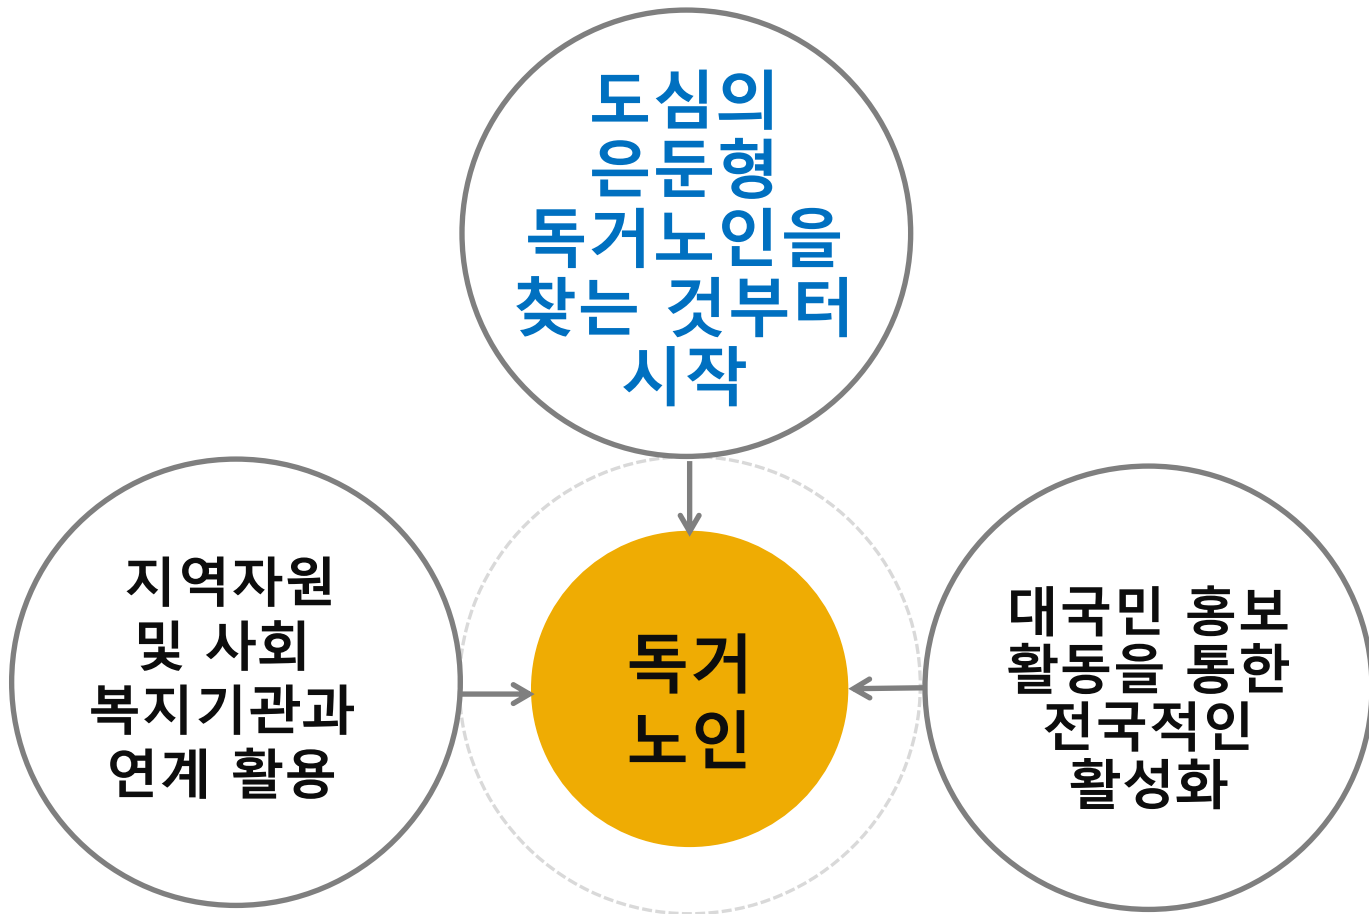 도심의
은둔형
독거노인을
찾는 것부터
시작
지역자원
및 사회
복지기관과
연계 활용
독거
노인
대국민 홍보
활동을 통한
전국적인
활성화